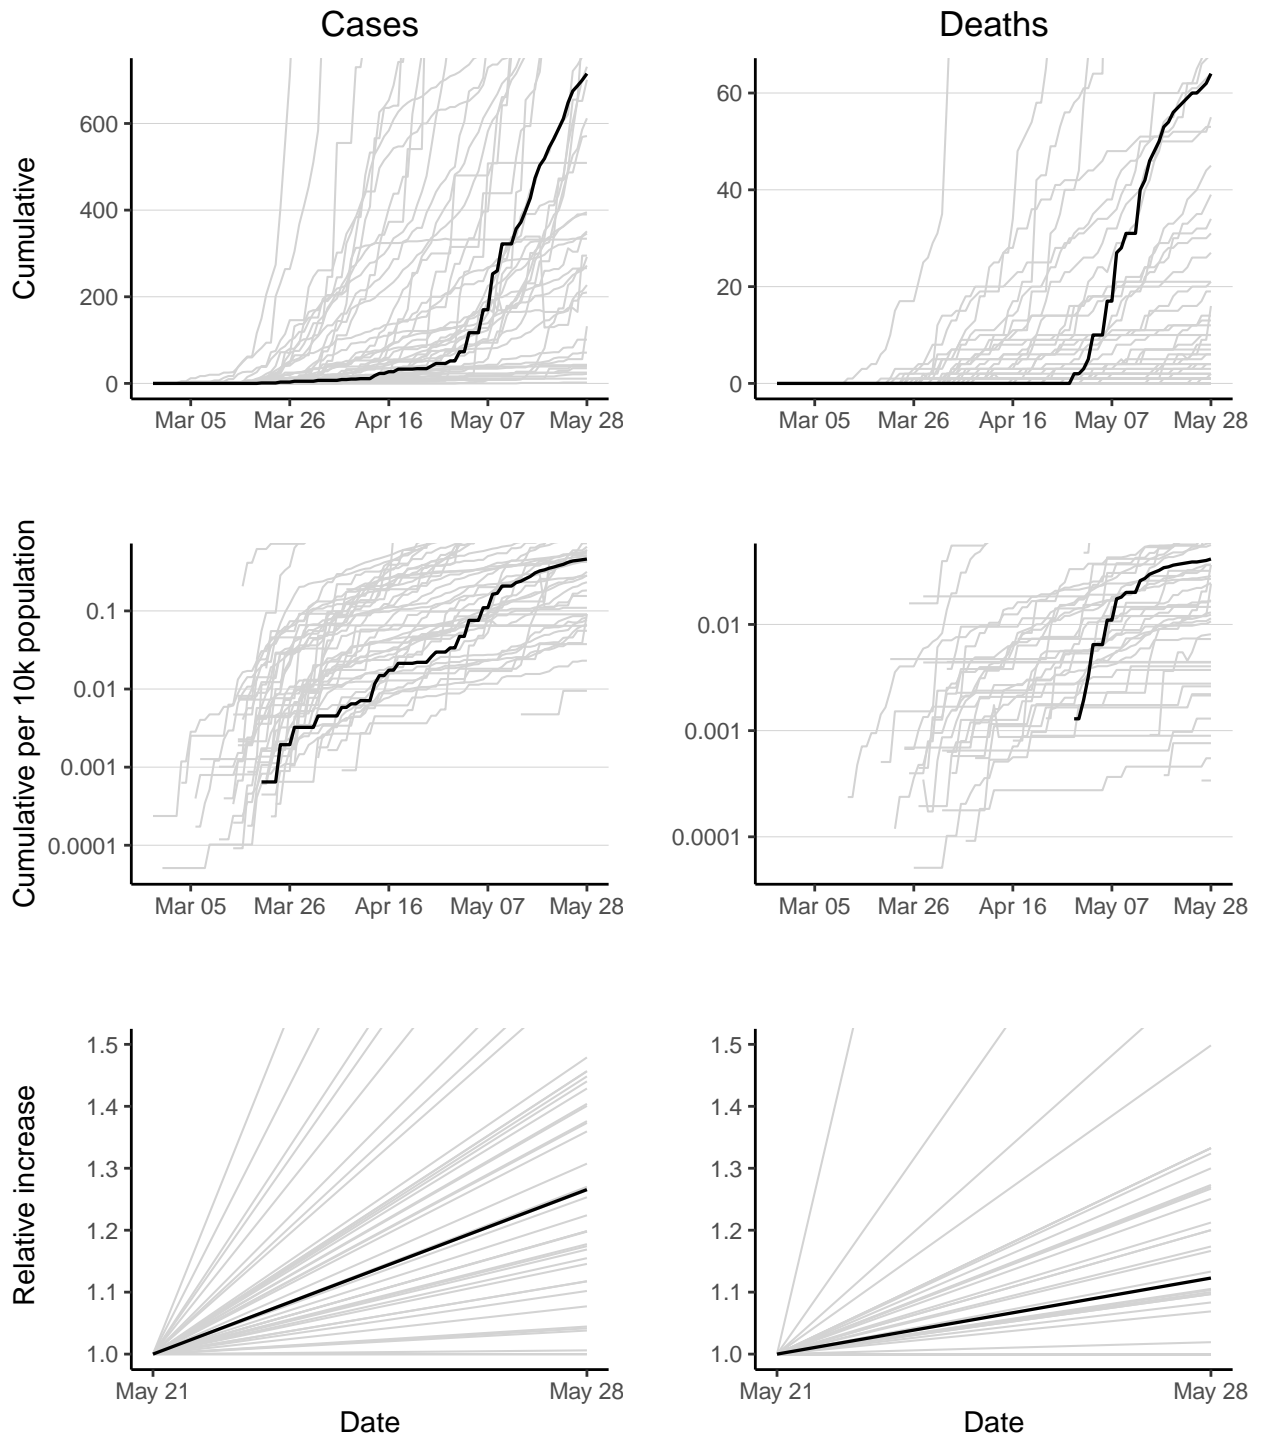 Cases
Deaths
Cumulative
600
400
200
0
Mar 05 Mar 26 Apr 16 May 07 May 28
60
40
20
0
Mar 05 Mar 26 Apr 16 May 07 May 28
Cumulative per 10k population
0.1
0.01
0.001
0.0001
Mar 05 Mar 26 Apr 16 May 07 May 28
0.01
0.001
0.0001
Mar 05 Mar 26 Apr 16 May 07 May 28
Relative increase
1.5
1.4
1.3
1.2
1.1
1.0
May 21 May 28
Date
1.5
1.4
1.3
1.2
1.1
1.0
May 21 May 28
Date